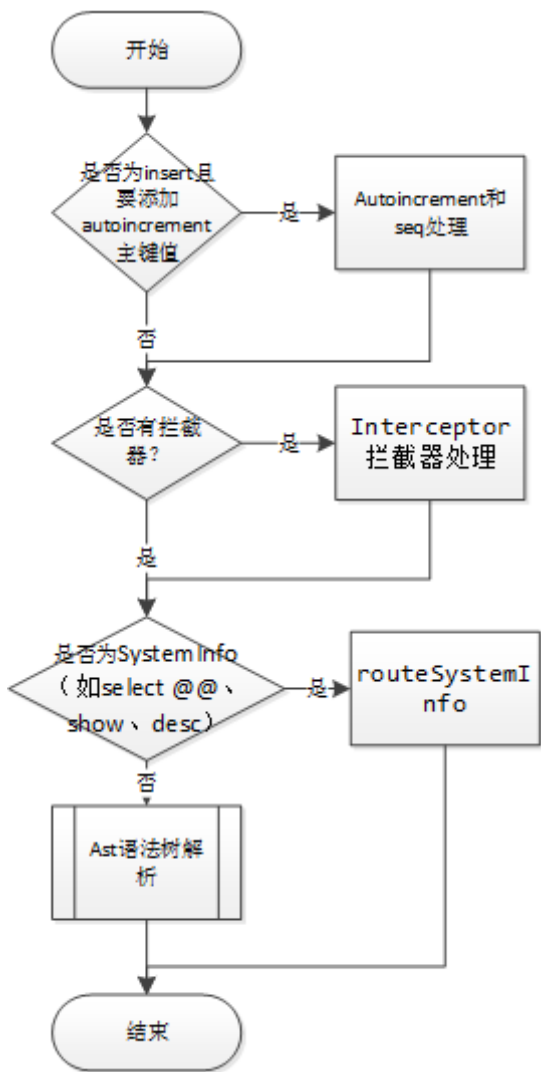 开始
是否为insert且
要添加
autoincrement
主键值
是
Autoincrement和
seq处理
否
是否有拦截
器？
是
Interceptor
拦截器处理
是
是否为SystemInfo
（如select @@、
show、desc）
是
routeSystemI
nfo
否
Ast语法树解
析
结束